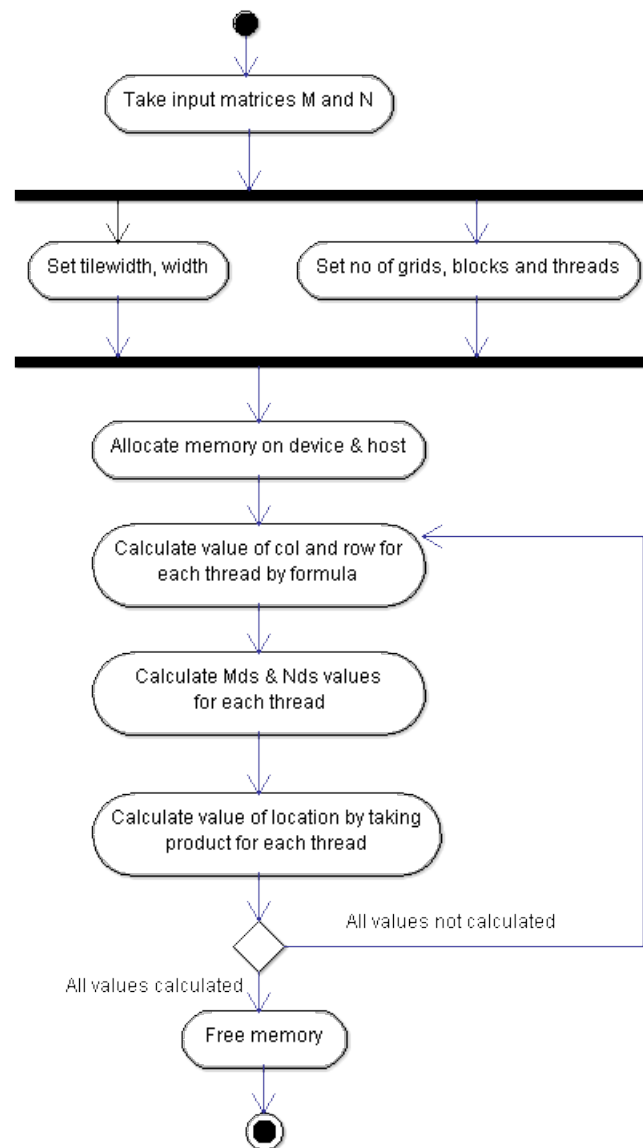 Take input matrices M and N
Set tilewidth, width
Set no of grids, blocks and threads
Allocate memory on device & host
Calculate value of col and row for
each thread by formula
Calculate Mds & Nds values
for each thread
Calculate value of location by taking
product for each thread
All values not calculated
All values calculated
Free memory